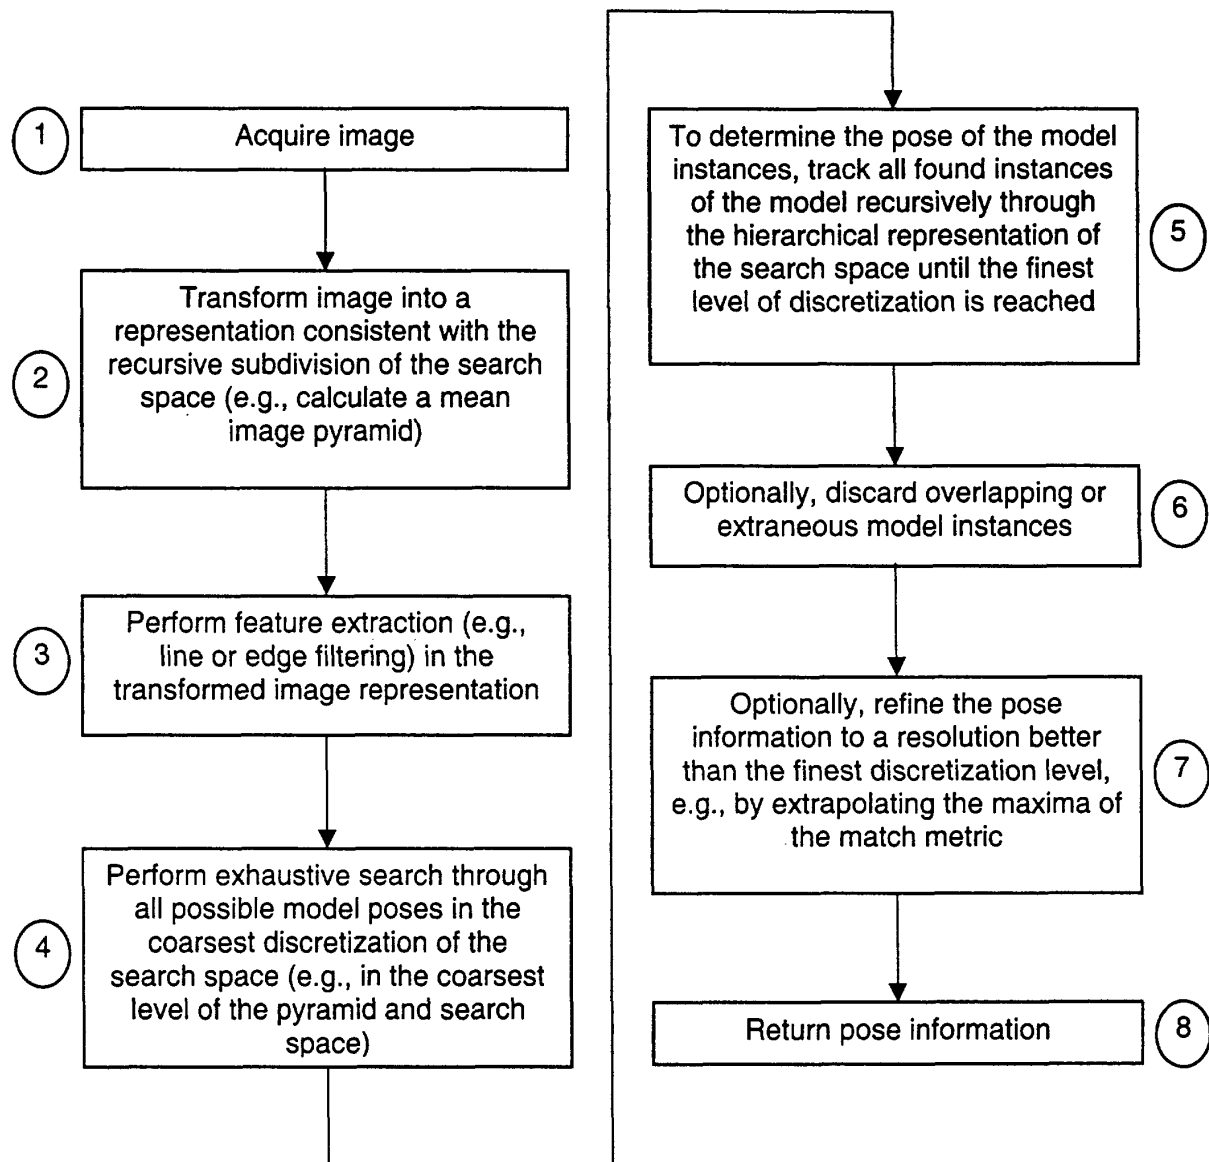 1
Acquire image
2
Transform image into a
representation consistent with the
recursive subdivision of the search
space (e.g., calculate a mean
image pyramid)
3
Perform feature extraction (e.g.,
line or edge filtering) in the
transformed image representation
4
Perform exhaustive search through
all possible model poses in the
coarsest discretization of the
search space (e.g., in the coarsest
level of the pyramid and search
space)
To determine the pose of the model
instances, track all found instances
of the model recursively through
the hierarchical representation of
the search space until the finest
level of discretization is reached
5
Optionally, discard overlapping or
extraneous model instances
6
Optionally, refine the pose
information to a resolution better
than the finest discretization level,
e.g., by extrapolating the maxima of
the match metric
7
Return pose information
8